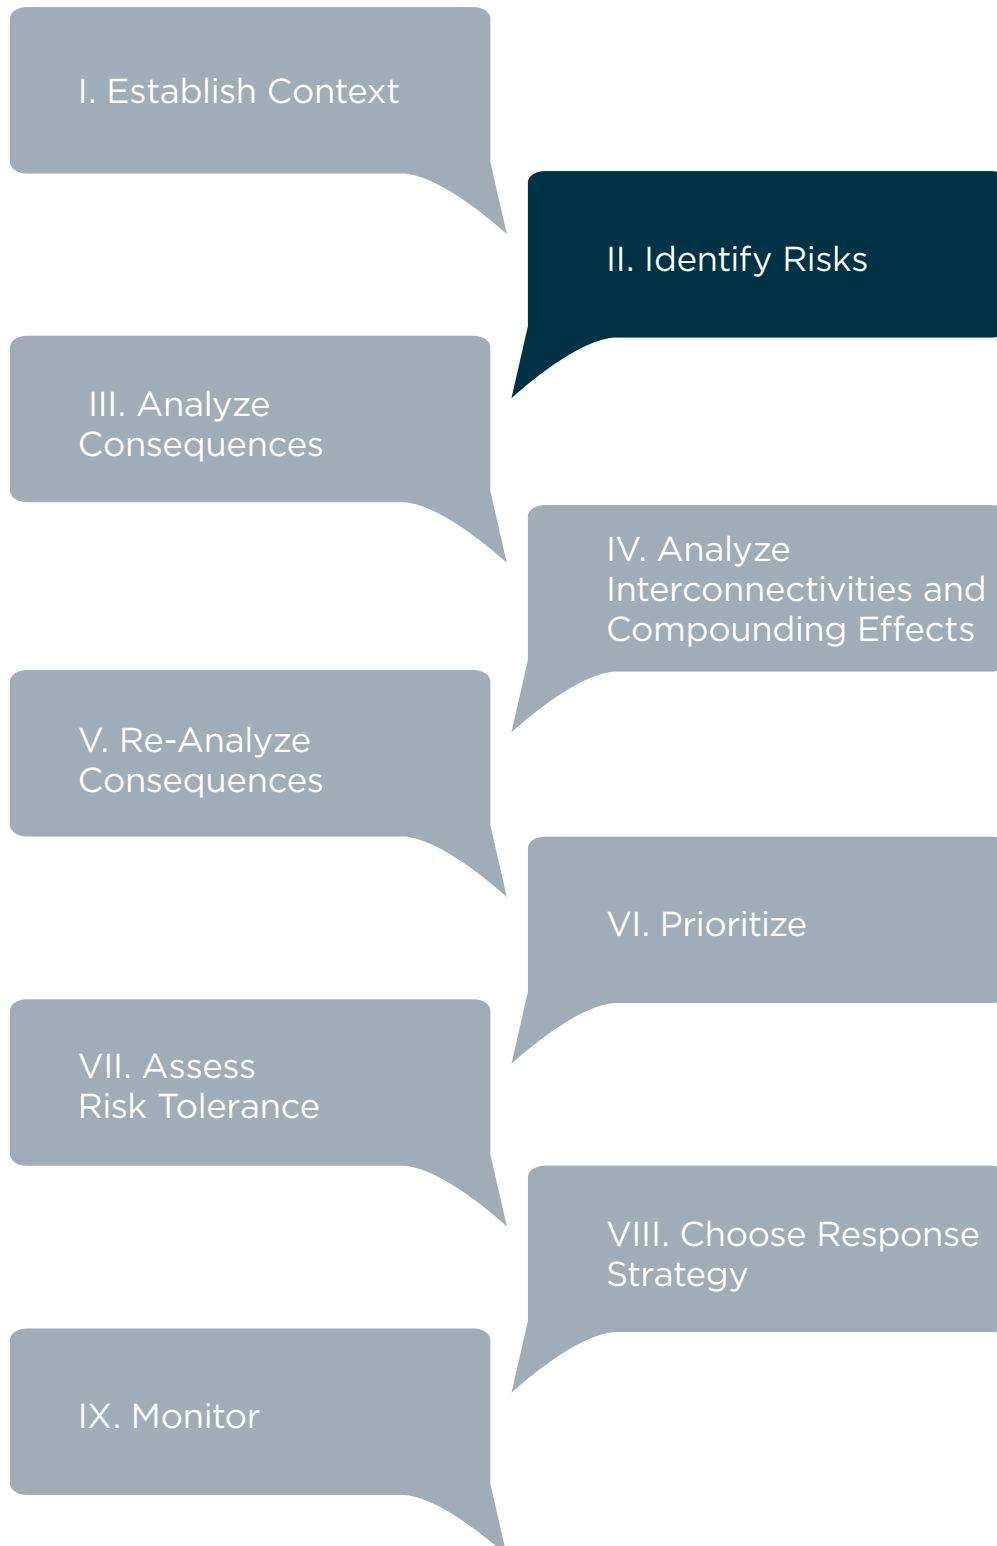 I. Establish Context
II. Identify Risks
III. Analyze
Consequences
IV. Analyze
Interconnectivities and
Compounding Effects
V. Re-Analyze
Consequences
VI. Prioritize
VII. Assess
Risk Tolerance
VIII. Choose Response
Strategy
IX. Monitor